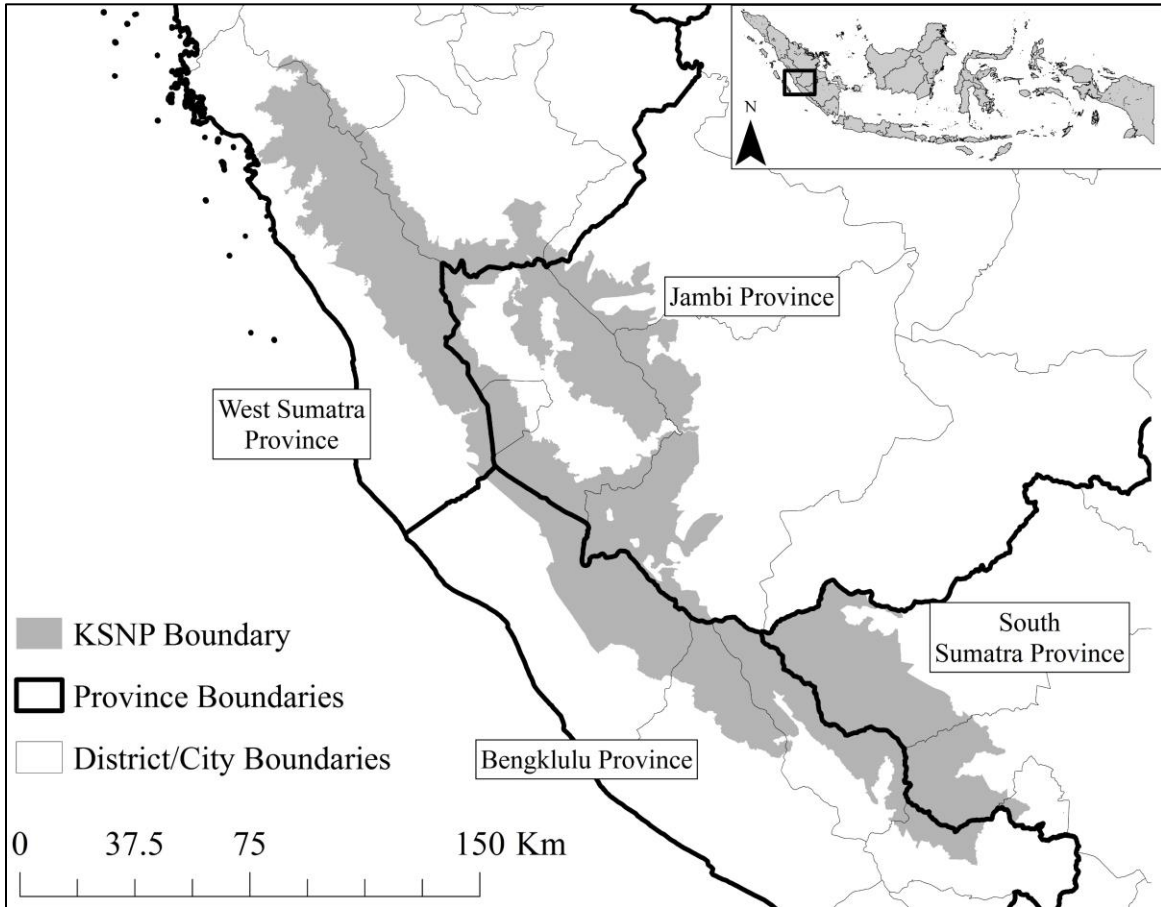 N
Jambi Province
West Sumatra
Province
South
Sumatra Province
Bengklulu Province
KSNP Boundary
Province Boundaries
District/City Boundaries
0 37.5 75 150 Km